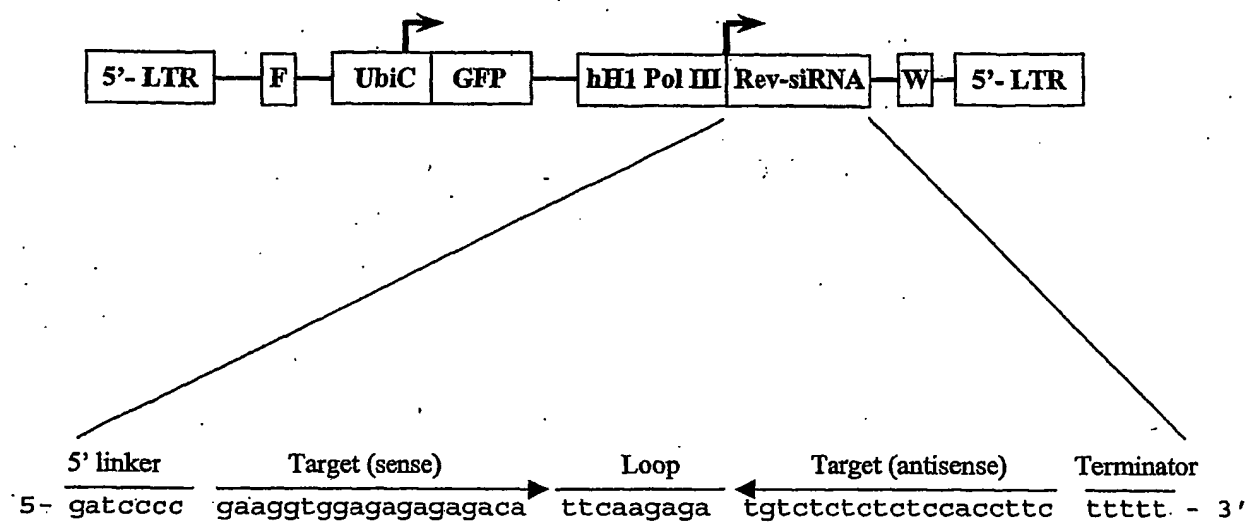 5'- LTR F UbiC GFP hH1 Pol III Rev-siRNA W 5'- LTR
5' linker Target (sense) Loop Target (antisense) Terminator
5- gatcccc gaaggtggagagagagaca ttcaagaga tgtctctctctccaccttc ttttt - 3'